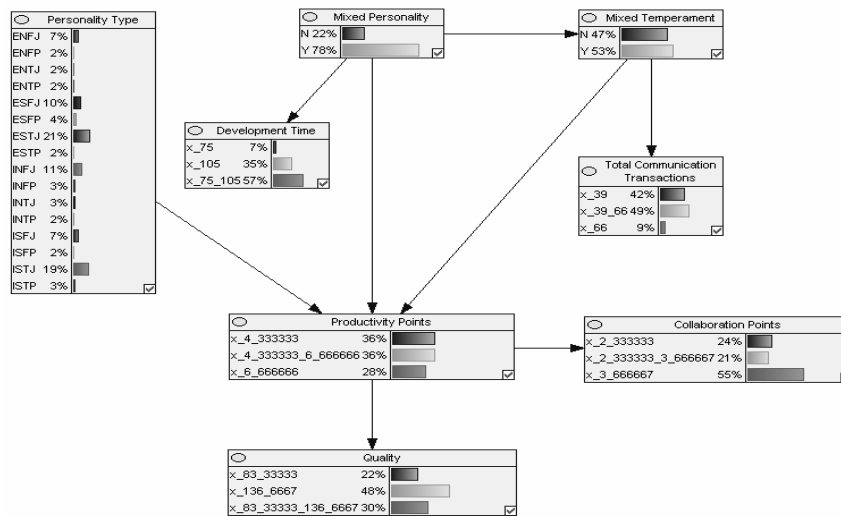 Personality Type
ENFJ 7%
ENFP 2%
ENTJ 2%
ENTP 2%
ESFJ 10%
ESFP 4%
ESTJ 21%
ESTP 2%
INFJ 11%
INFP 3%
INTJ 3%
INTP 2%
ISFJ 7%
ISFP 2%
ISTJ 19%
ISTP 3%
Mixed Personality
N 22%
Y 78%
Mixed Temperament
N 47%
Y 53%
Development Time
x_75 7%
x_105 35%
x_75_105 57%
Total Communication
Transactions
x_39 42%
x_39_66 49%
x_66 9%
Productivity Points
x_4_333333 36%
x_4_333333_6_666666 36%
x_6_666666 28%
Collaboration Points
x_2_333333 24%
x_2_333333_3_666667 21%
x_3_666667 55%
Quality
x_83_33333 22%
x_136_6667 48%
x_83_33333_136_6667 30%